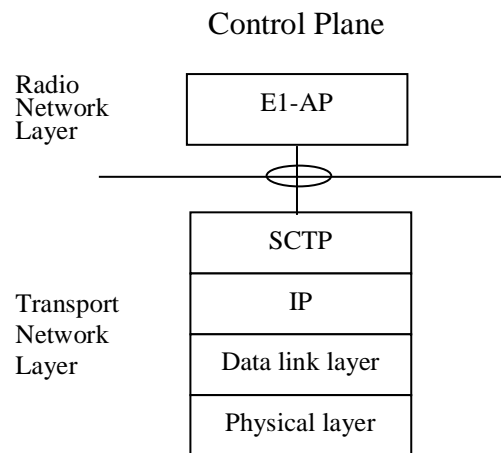 Control Plane
Radio
Network
Layer
E1-AP
SCTP
IP
Transport
Network
Layer
Data link layer
Physical layer